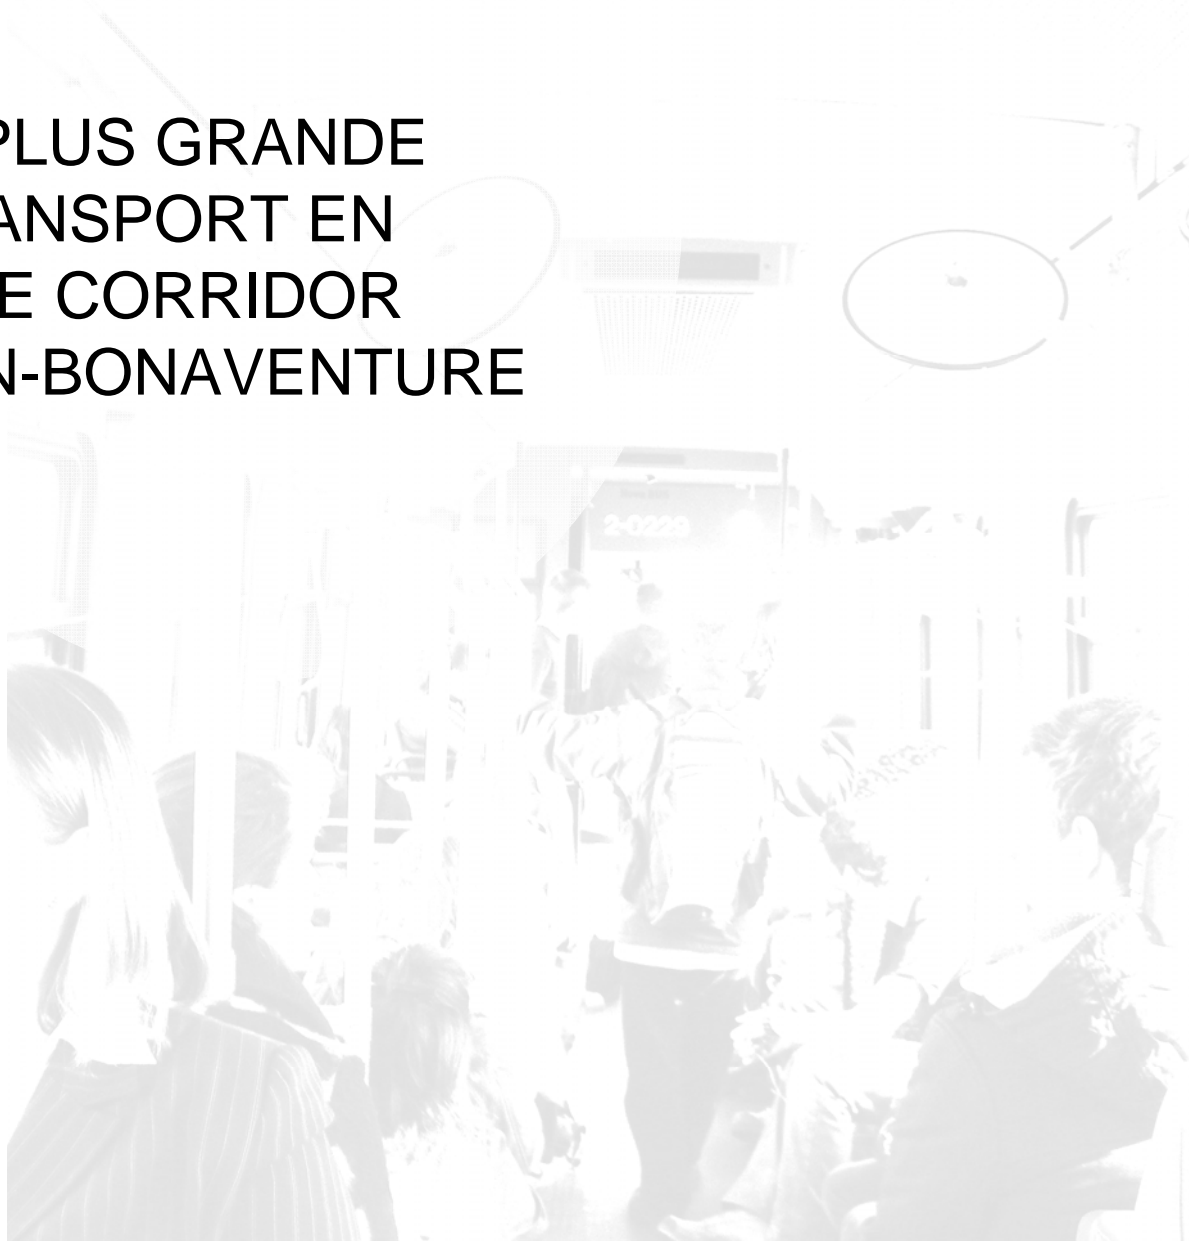 PLUS GRANDE
ANSPORT EN
E CORRIDOR
N-BONAVENTURE
2-0229